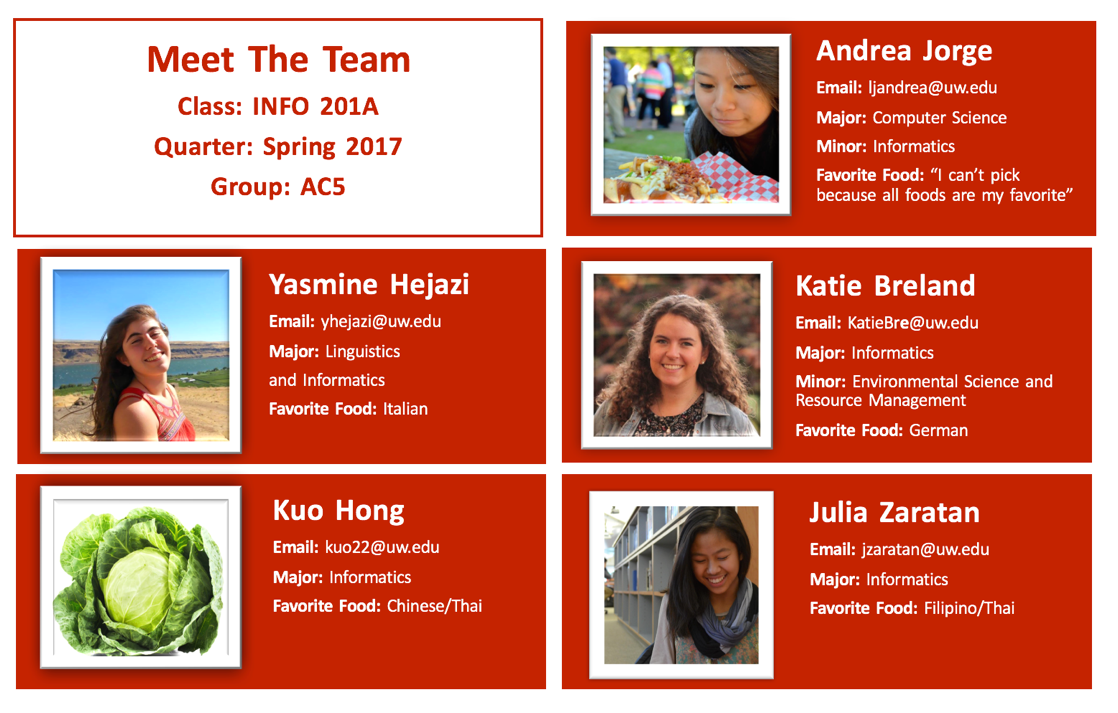 Meet The Team
Class: INFO 201A
Quarter: Spring 2017
Group: AC5
Andrea Jorge
Email: ljandrea@uw.edu
Major: Computer Science
Minor: Informatics
Favorite Food: “I can’t pick
because all foods are my favorite”
Yasmine Hejazi
Email: yhejazi@uw.edu
Major: Linguistics
and Informatics
Favorite Food: Italian
Katie Breland
Email: KatieBre@uw.edu
Major: Informatics
Minor: Environmental Science and
Resource Management
Favorite Food: German
Kuo Hong
Email: kuo22@uw.edu
Major: Informatics
Favorite Food: Chinese/Thai
Julia Zaratan
Email: jzaratan@uw.edu
Major: Informatics
Favorite Food: Filipino/Thai